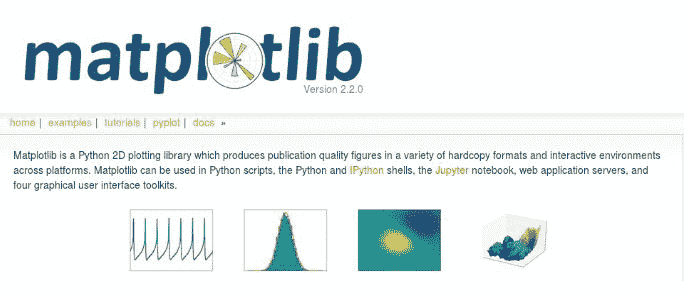 matplotlib
Version 2.2.0
home | examples | tutorials | pyplot | docs »
Matplotlib is a Python 2D plotting library which produces publication quality figures in a variety of hardcopy formats and interactive environments
across platforms. Matplotlib can be used in Python scripts, the Python and IPython shells, the Jupyter notebook, web application servers, and
four graphical user interface toolkits.